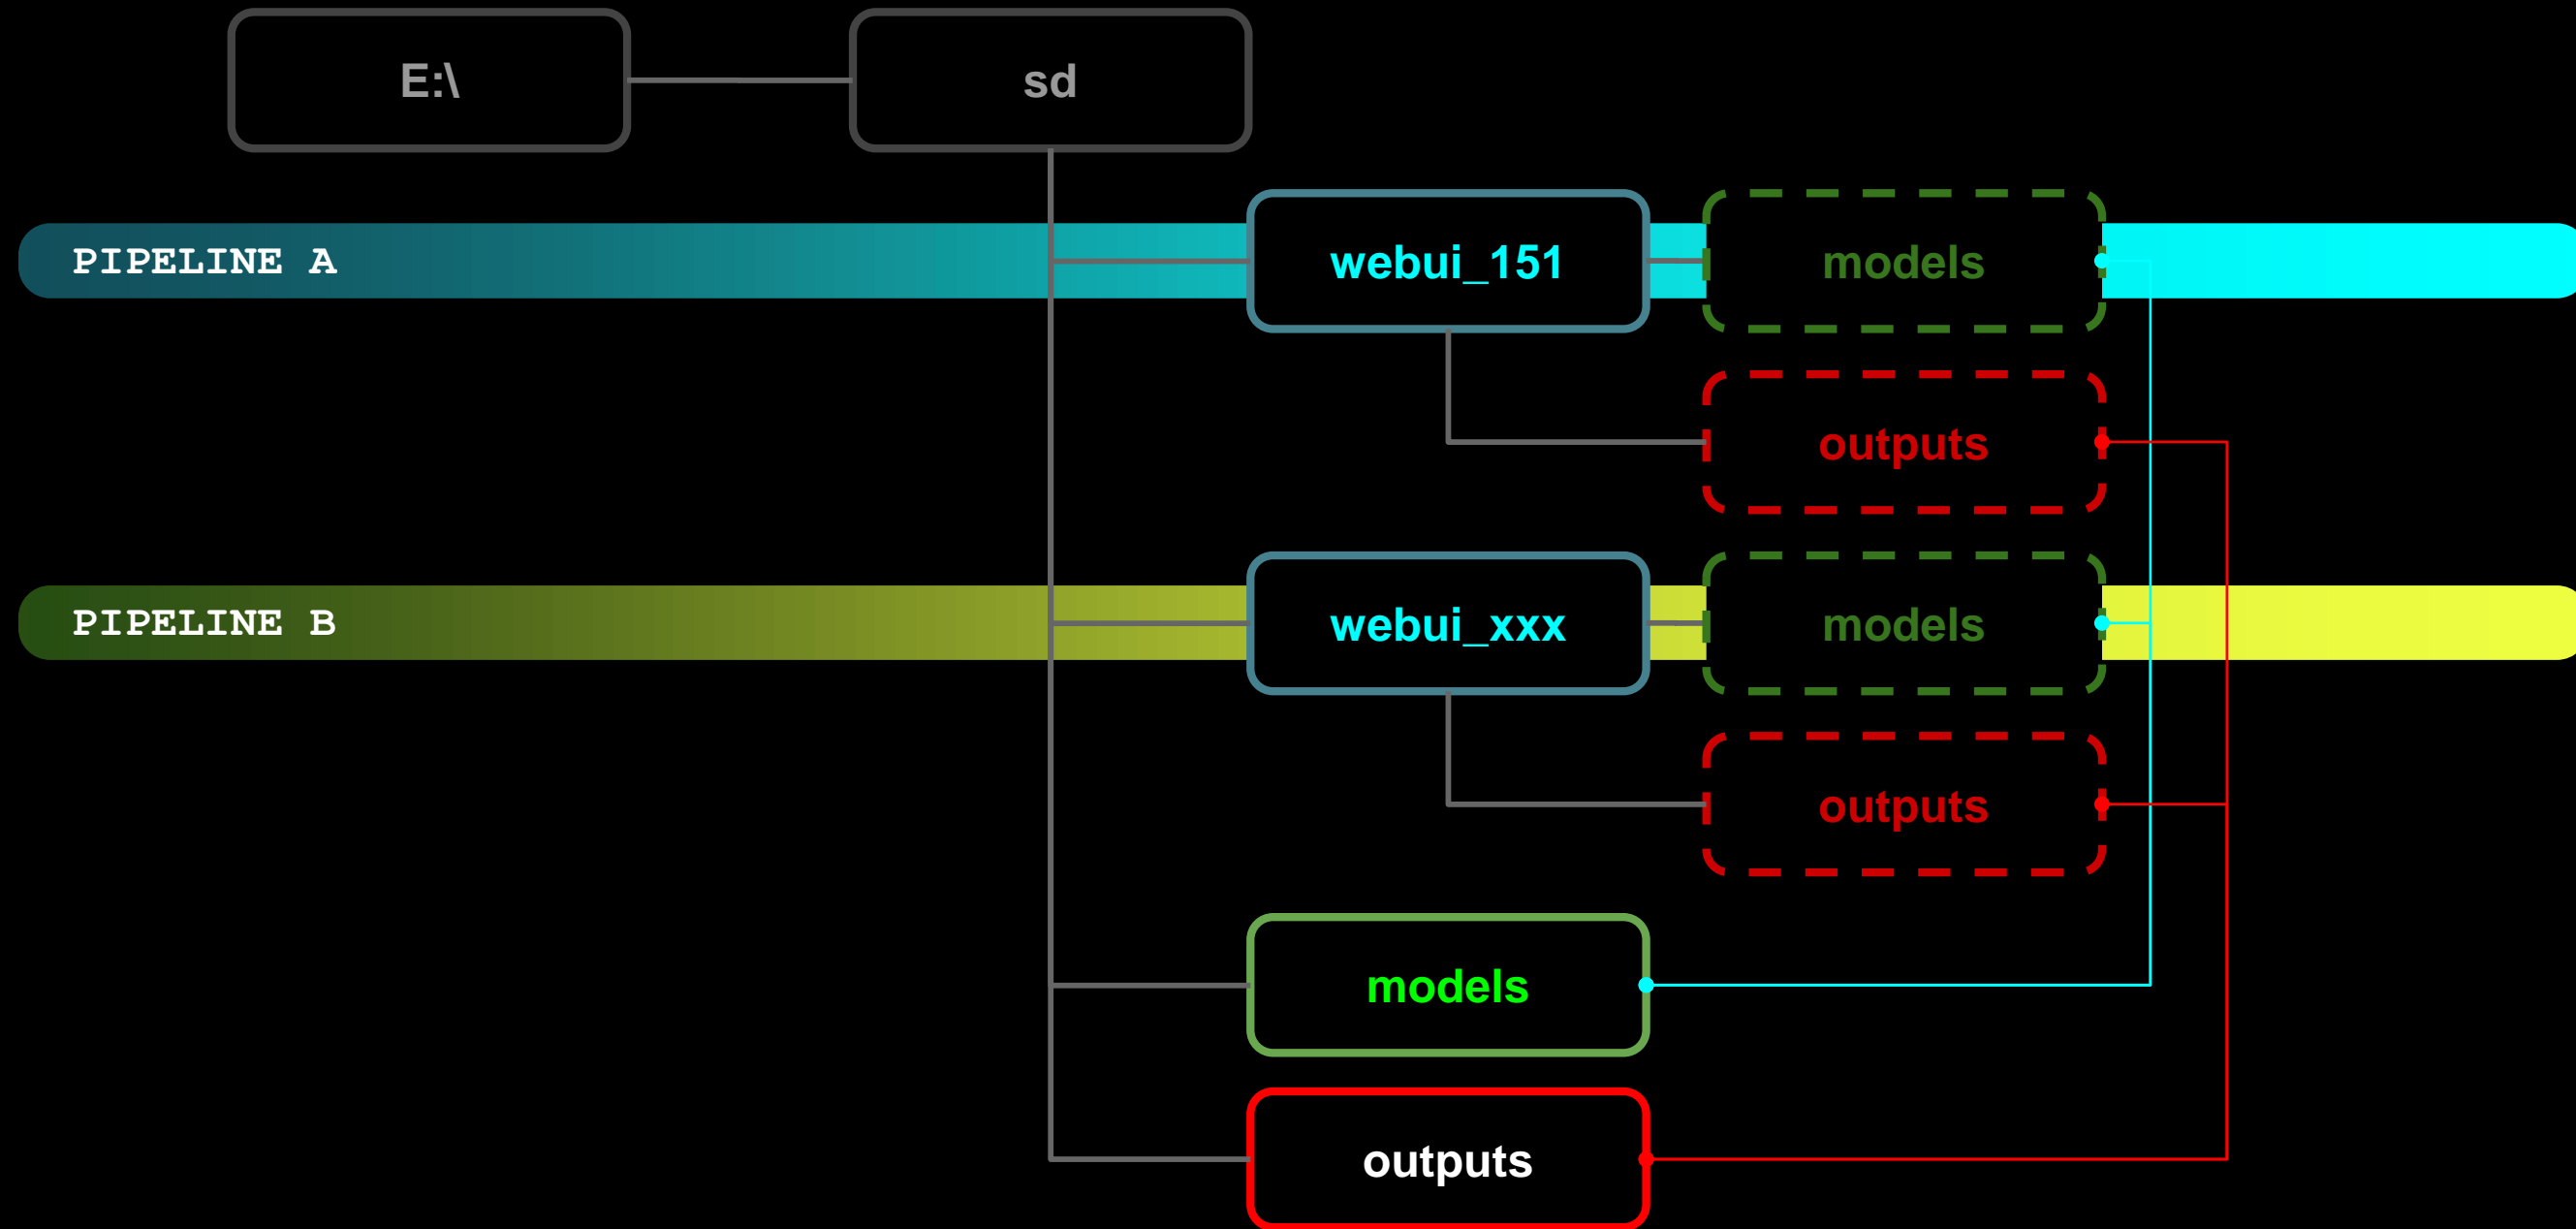 E:\
sd
PIPELINE A
webui_151
models
outputs
PIPELINE B
webui_xxx
models
outputs
models
outputs